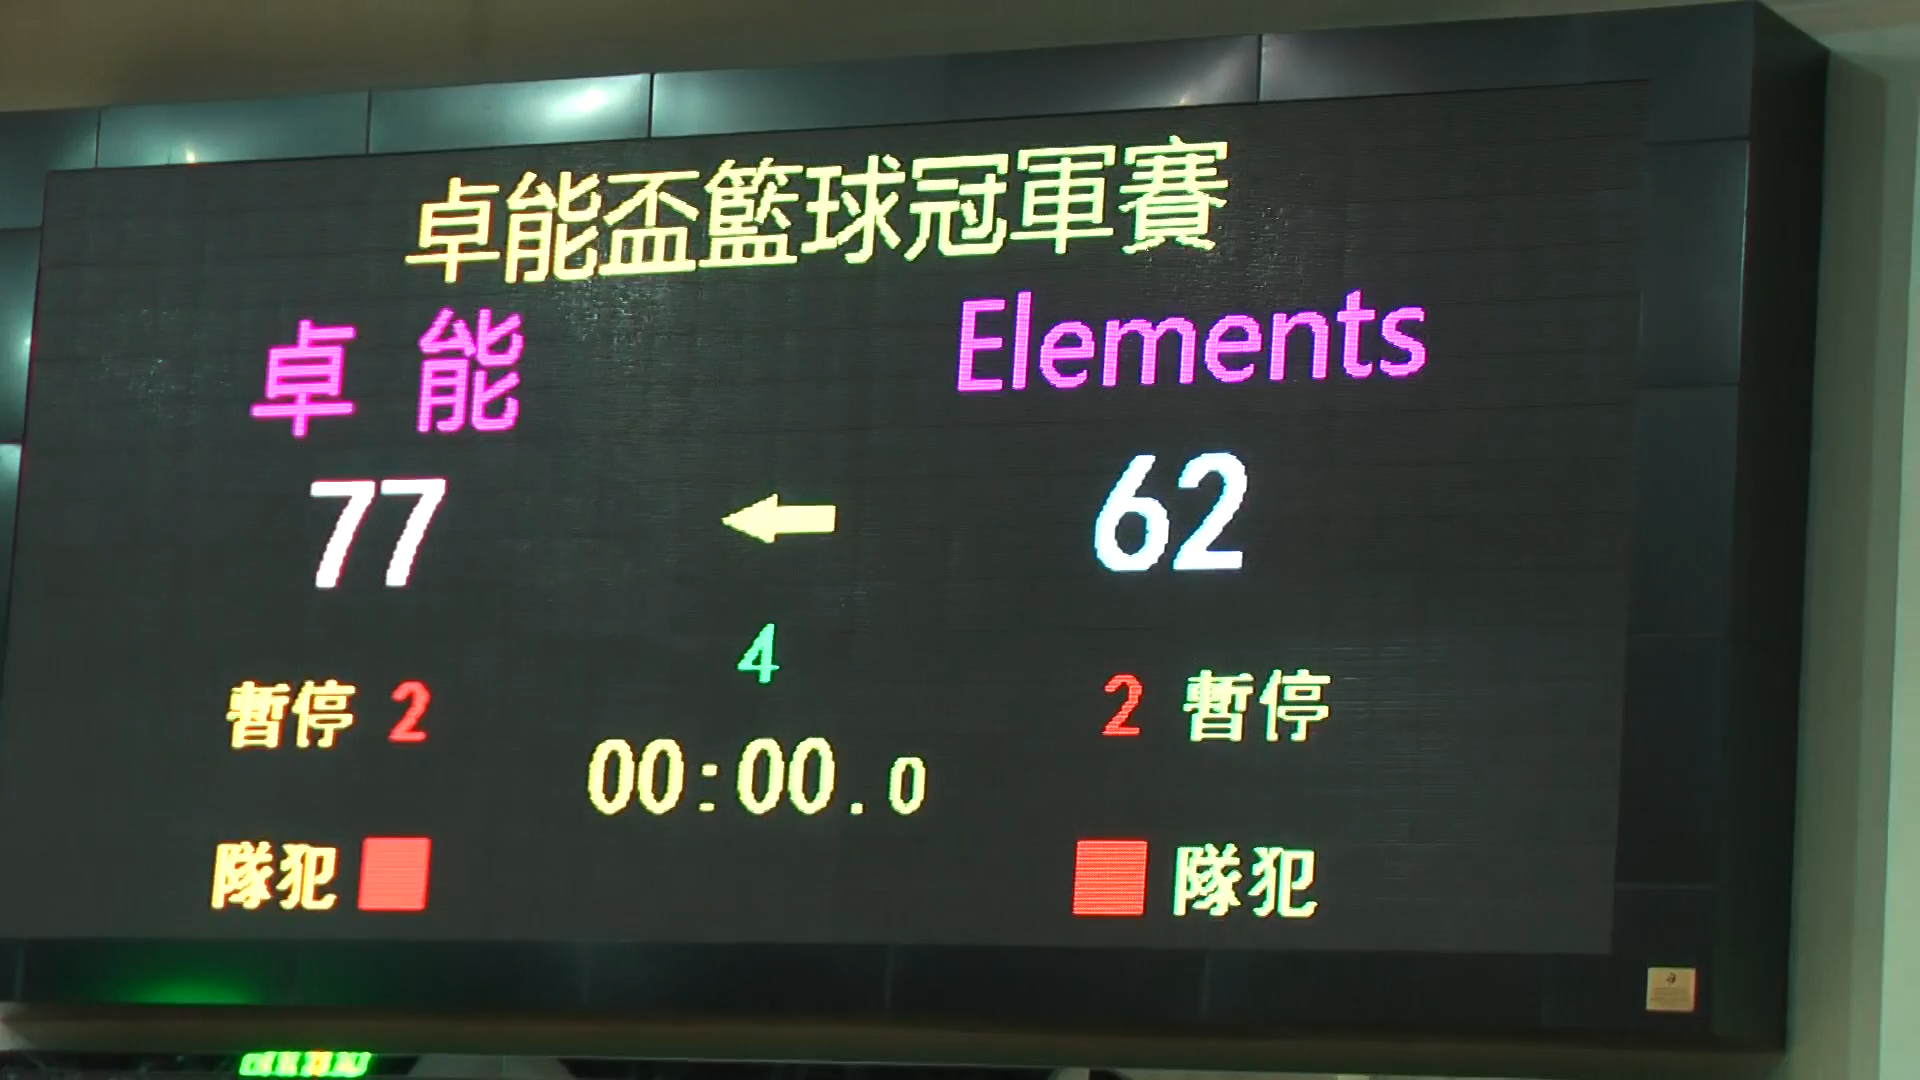 卓能盃籃球冠軍賽
卓能 Elements
77 62
4
暫停 2 2 暫停
00:00.0
隊犯 隊犯